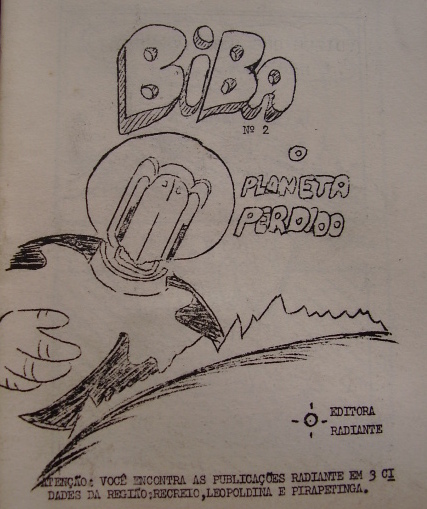 BiBA
Nº 2
O
PLANETA
PERDIDO
EDITORA
RADIANTE
ATENÇÃO: VOCÊ ENCONTRA AS PUBLICAÇÕES RADIANTE EM 3 CI
DADES DA REGIÃO;RECREIO,LEOPOLDINA E PIRAPETINGA.